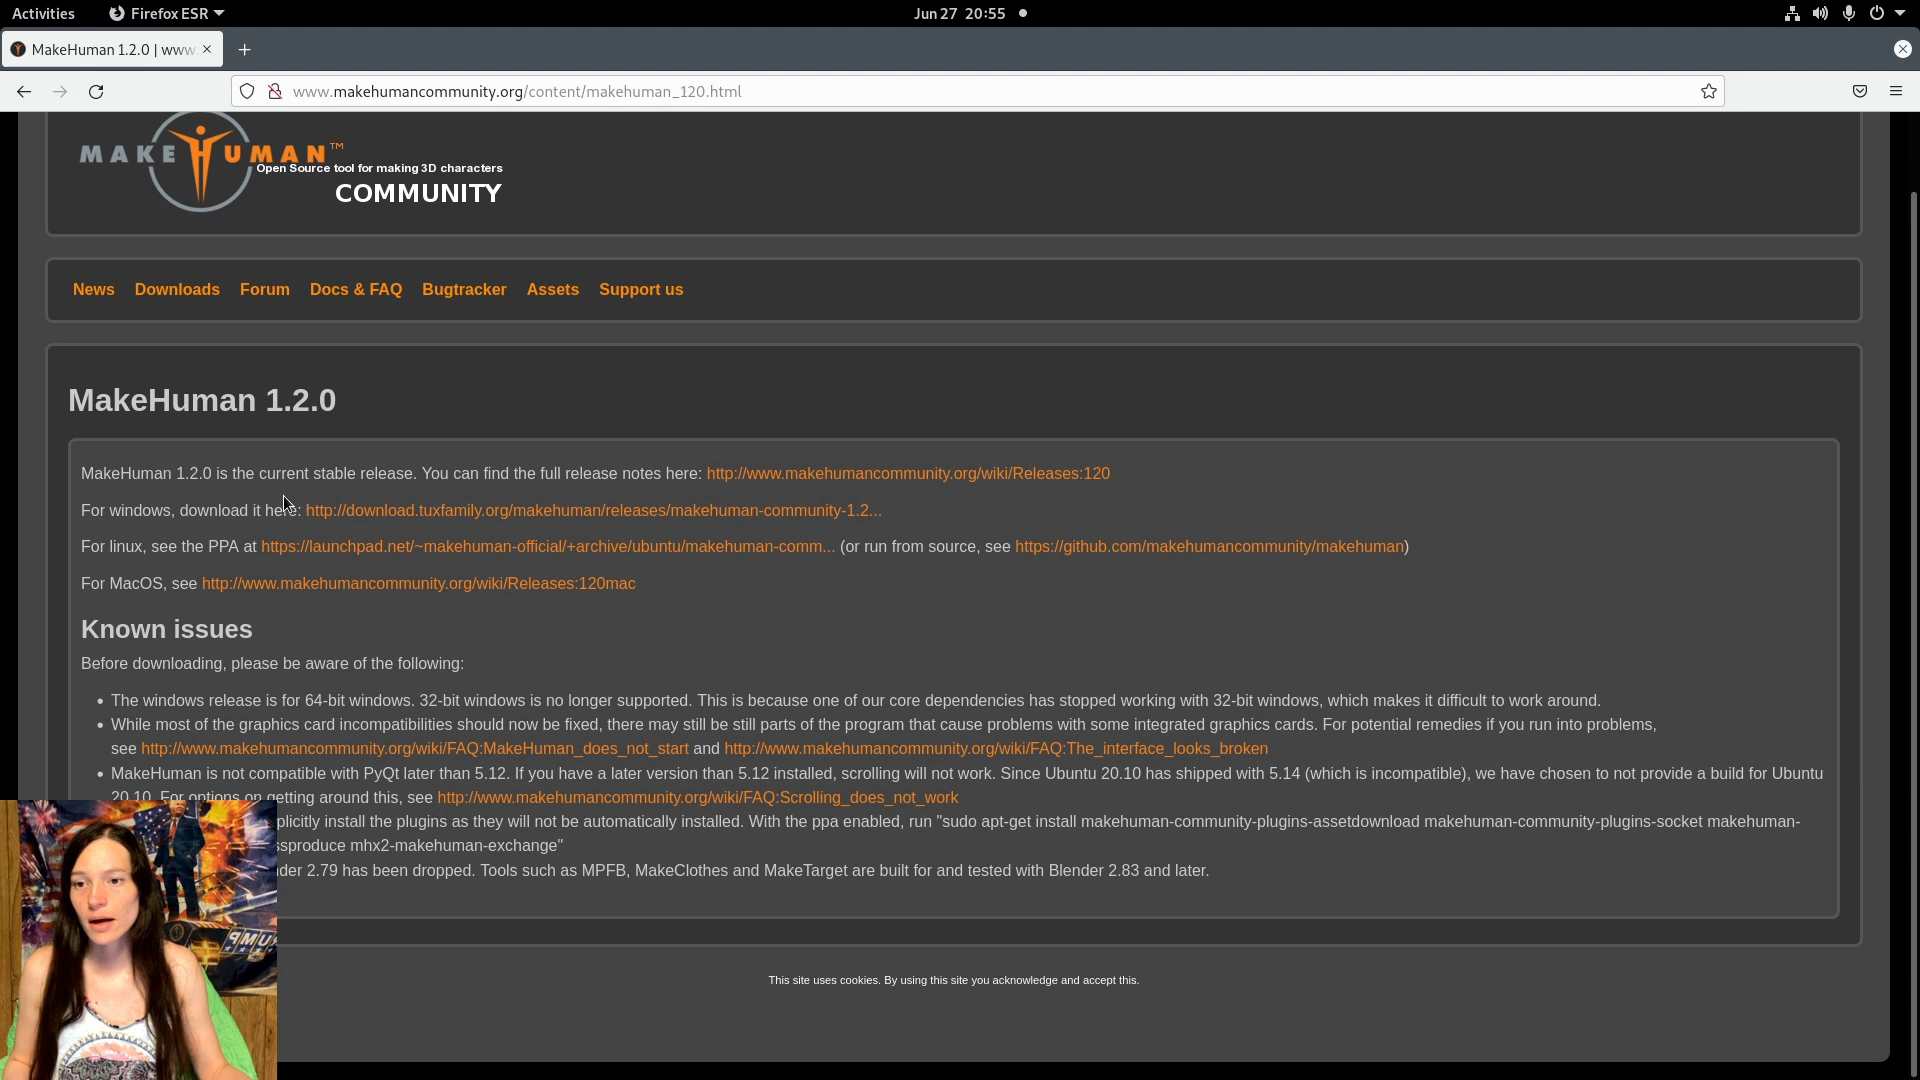 Activities Firefox ESR Jun 27 20:55
MakeHuman 1.2.0 | www.
www.makehumancommunity.org/content/makehuman_120.html
MAKEHUMAN™
Open Source tool for making 3D characters
COMMUNITY
News Downloads Forum Docs & FAQ Bugtracker Assets Support us
MakeHuman 1.2.0
MakeHuman 1.2.0 is the current stable release. You can find the full release notes here: http://www.makehumancommunity.org/wiki/Releases:120
For windows, download it here: http://download.tuxfamily.org/makehuman/releases/makehuman-community-1.2...
For linux, see the PPA at https://launchpad.net/~makehuman-official/+archive/ubuntu/makehuman-comm... (or run from source, see https://github.com/makehumancommunity/makehuman)
For MacOS, see http://www.makehumancommunity.org/wiki/Releases:120mac
Known issues
Before downloading, please be aware of the following:
• The windows release is for 64-bit windows. 32-bit windows is no longer supported. This is because one of our core dependencies has stopped working with 32-bit windows, which makes it difficult to work around.
• While most of the graphics card incompatibilities should now be fixed, there may still be still parts of the program that cause problems with some integrated graphics cards. For potential remedies if you run into problems,
see http://www.makehumancommunity.org/wiki/FAQ:MakeHuman_does_not_start and http://www.makehumancommunity.org/wiki/FAQ:The_interface_looks_broken
• MakeHuman is not compatible with PyQt later than 5.12. If you have a later version than 5.12 installed, scrolling will not work. Since Ubuntu 20.10 has shipped with 5.14 (which is incompatible), we have chosen to not provide a build for Ubuntu
20.10. For options on getting around this, see http://www.makehumancommunity.org/wiki/FAQ:Scrolling_does_not_work
plicitly install the plugins as they will not be automatically installed. With the ppa enabled, run "sudo apt-get install makehuman-community-plugins-assetdownload makehuman-community-plugins-socket makehuman-
ssproduce mhx2-makehuman-exchange"
der 2.79 has been dropped. Tools such as MPFB, MakeClothes and MakeTarget are built for and tested with Blender 2.83 and later.
This site uses cookies. By using this site you acknowledge and accept this.